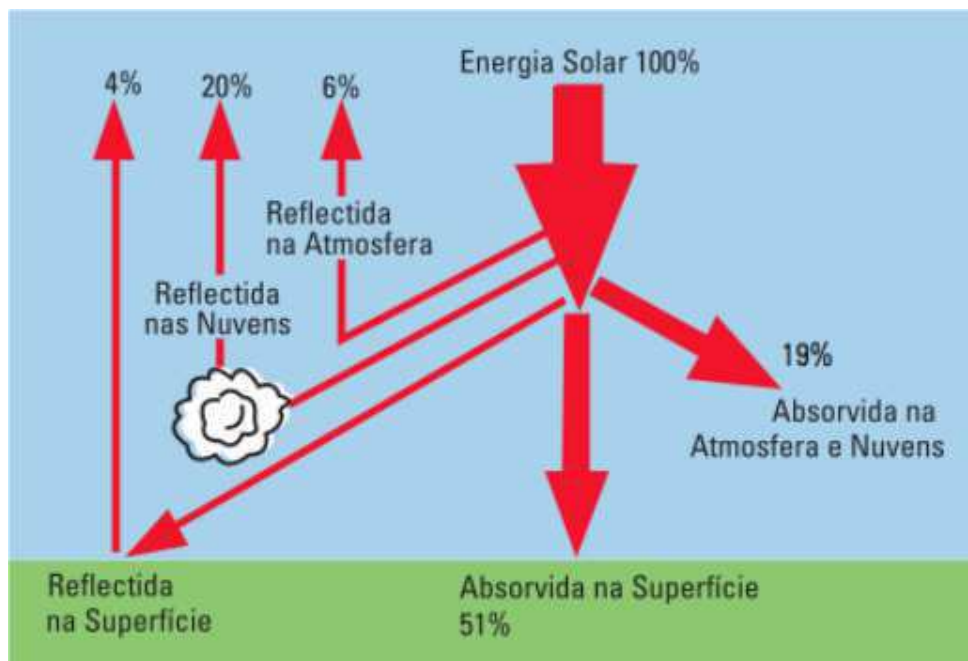 Energia Solar 100%
4%
20%
6%
Reflectida
na Atmosfera
Reflectida
nas Nuvens
19%
Absorvida na
Atmosfera e Nuvens
Reflectida
na Superfície
Absorvida na Superfície
51%